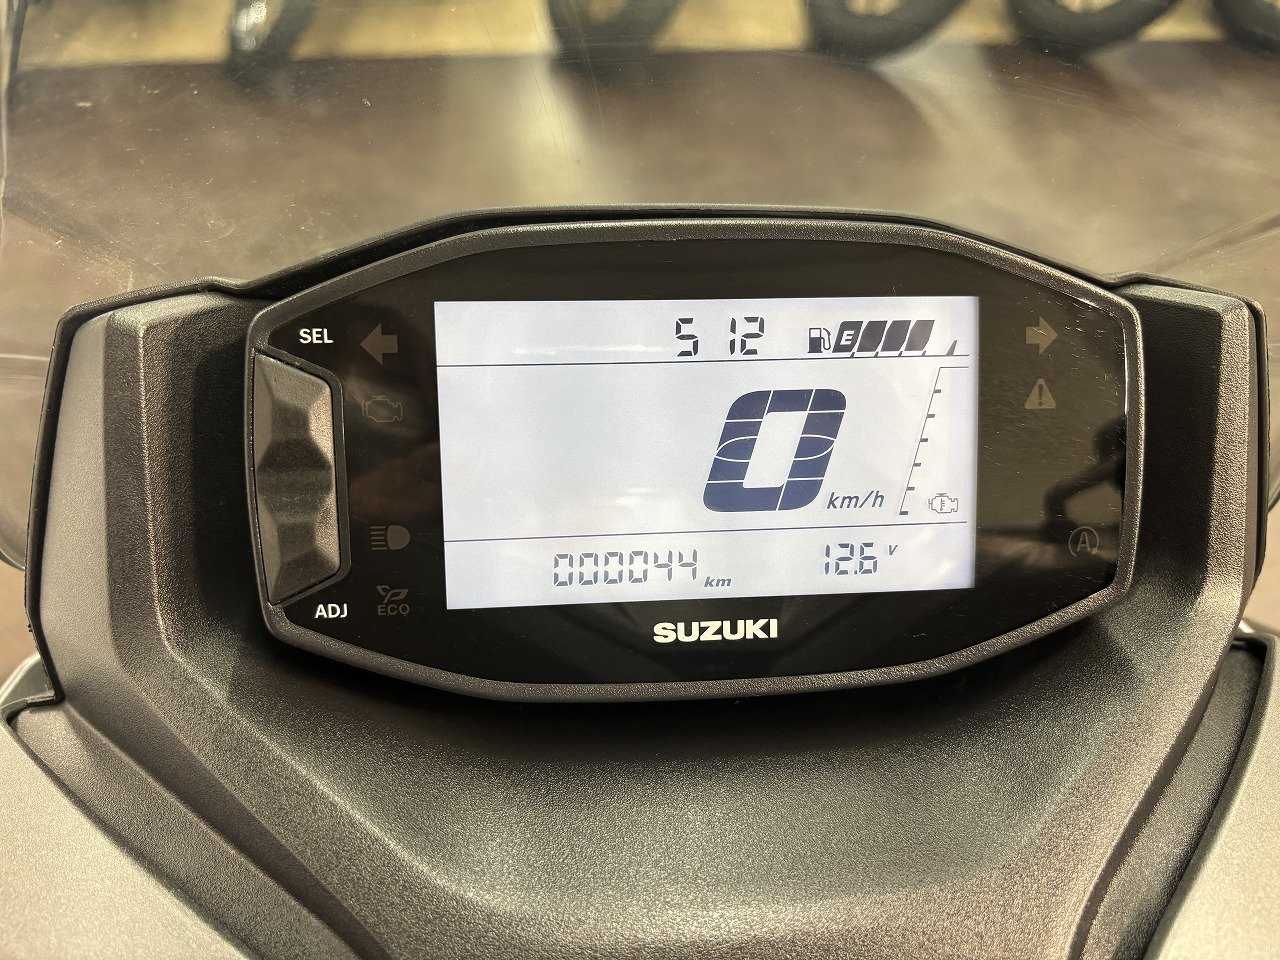 SEL
5 12 E
0 km/h
000044 km 12.6 V
A
ADJ
ECO
SUZUKI